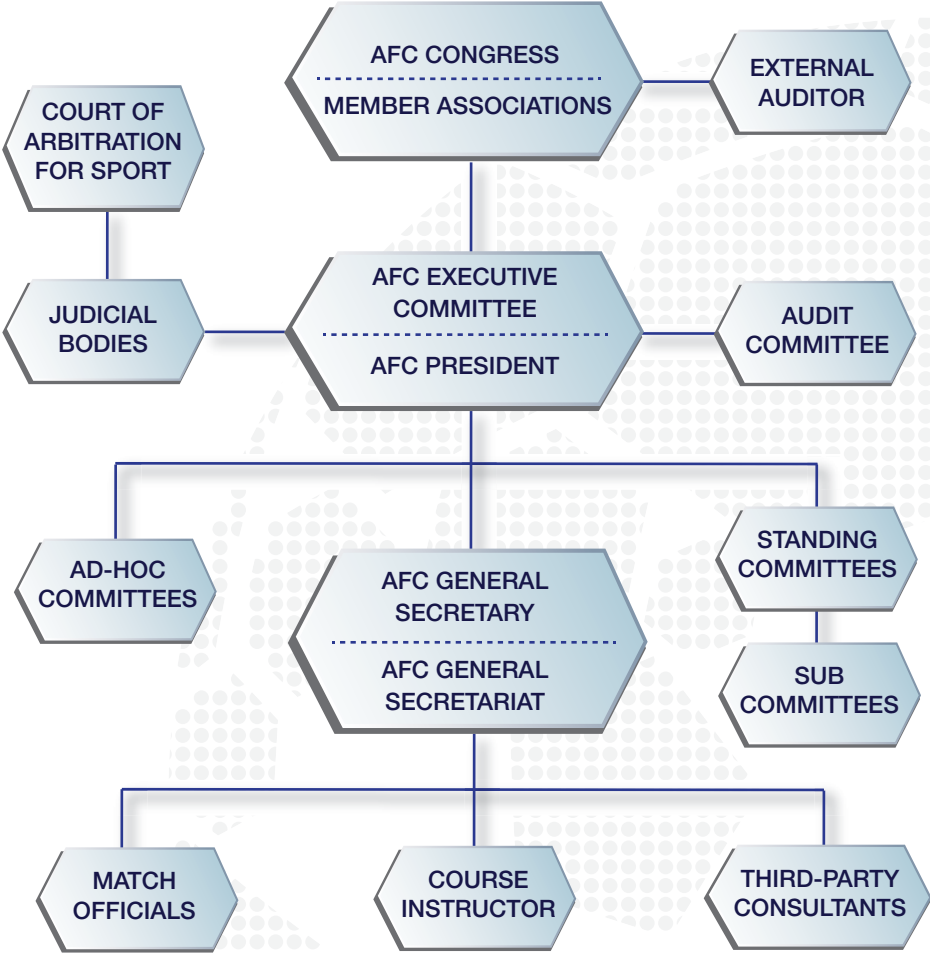 AFC CONGRESS
MEMBER ASSOCIATIONS
EXTERNAL
AUDITOR
COURT OF
ARBITRATION
FOR SPORT
JUDICIAL
BODIES
AFC EXECUTIVE
COMMITTEE
AFC PRESIDENT
AUDIT
COMMITTEE
AD-HOC
COMMITTEES
AFC GENERAL
SECRETARY
AFC GENERAL
SECRETARIAT
STANDING
COMMITTEES
SUB
COMMITTEES
MATCH
OFFICIALS
COURSE
INSTRUCTOR
THIRD-PARTY
CONSULTANTS